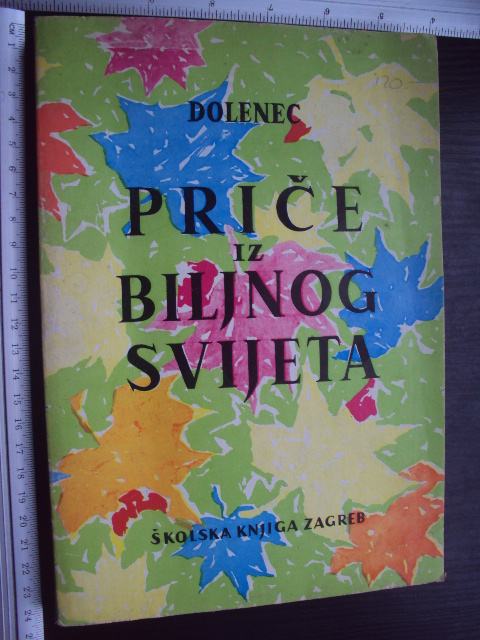 DOLENEC
PRIČE
IZ
BILJNOG
SVIJETA
ŠKOLSKA KNJIGA ZAGREB